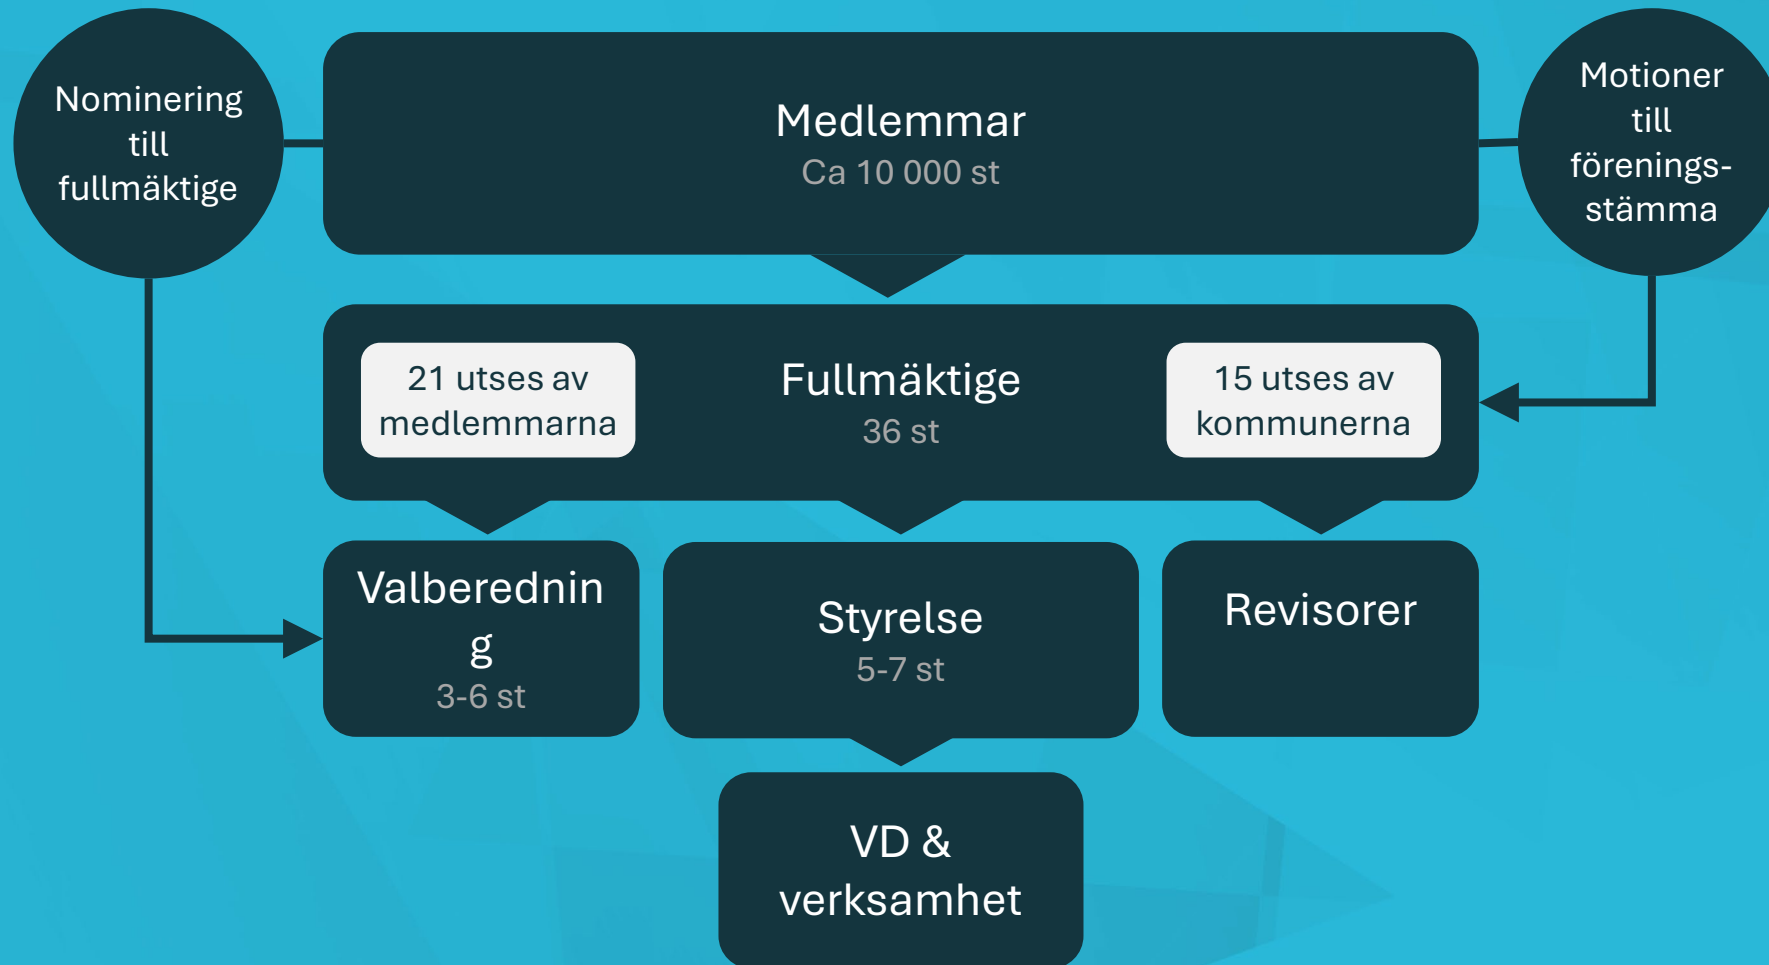 Nominering
till
fullmäktige
Medlemmar
Ca 10 000 st
Motioner
till
förenings-
stämma
21 utses av
medlemmarna
Fullmäktige
36 st
15 utses av
kommunerna
Valberednin
g
3-6 st
Styrelse
5-7 st
Revisorer
VD &
verksamhet